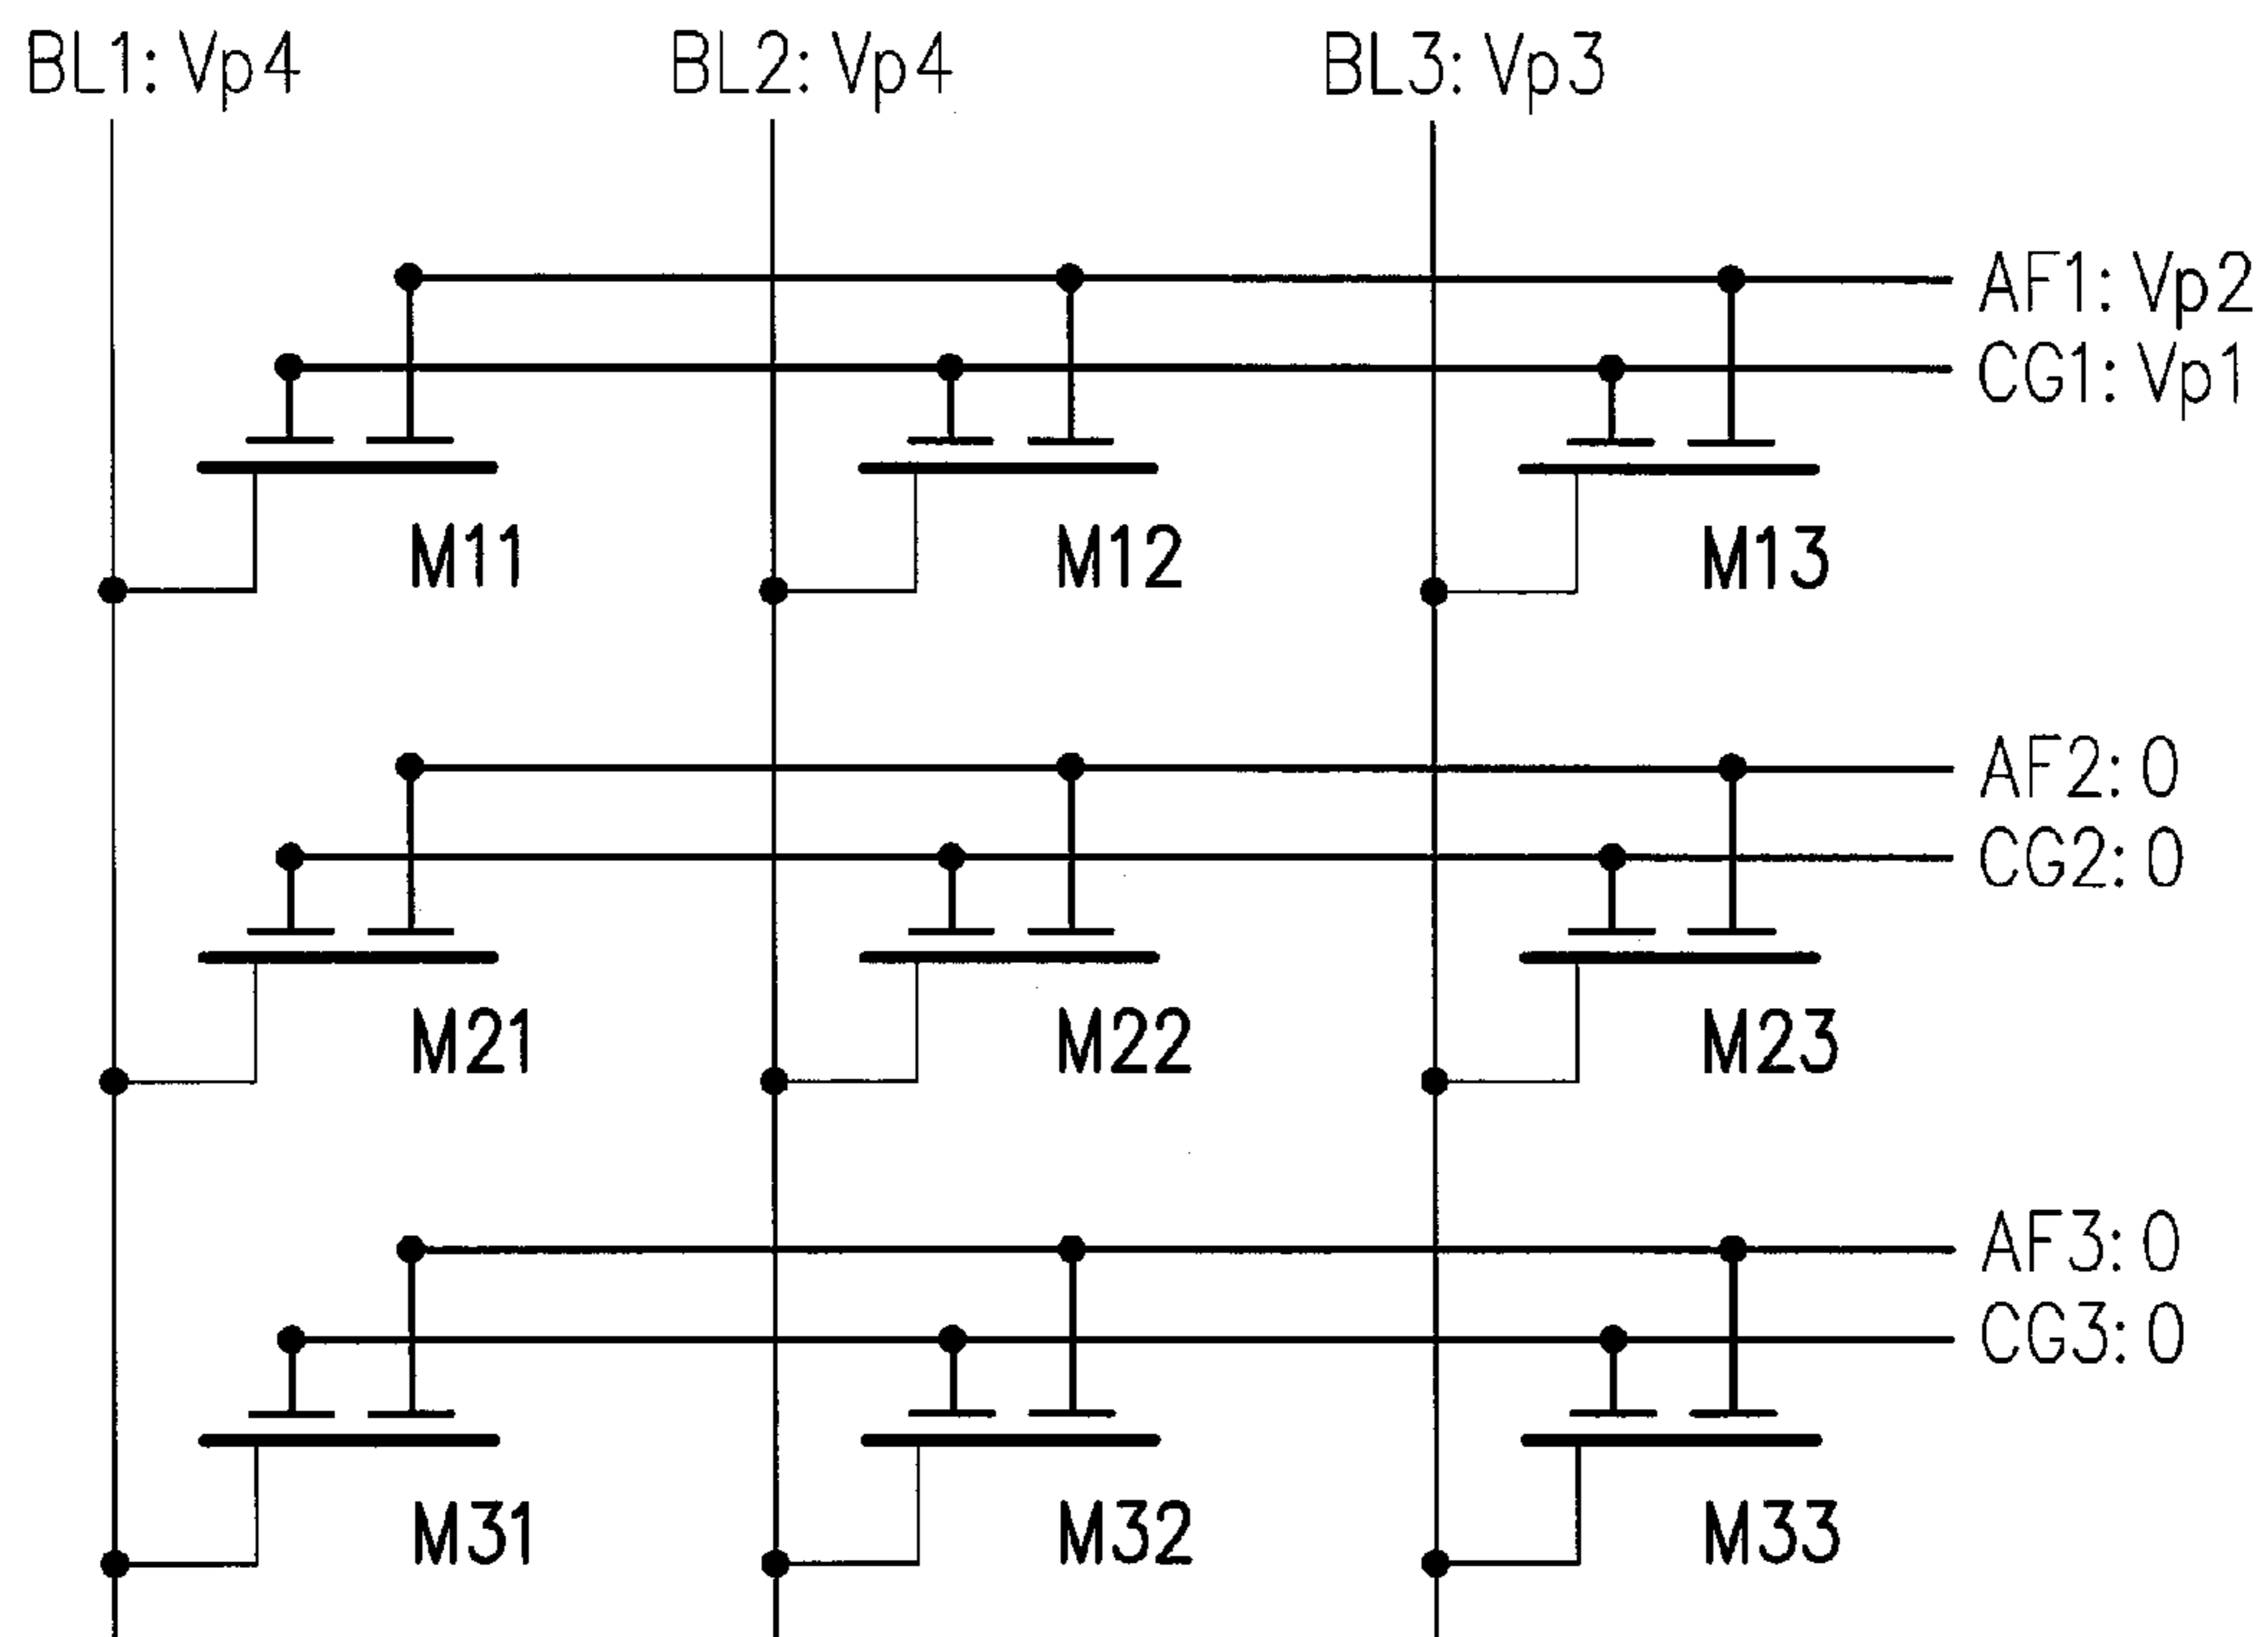 BL1: Vp4 BL2: Vp4 BL3: Vp3
AF1: Vp2
CG1: Vp1
M11 M12 M13
AF2: 0
CG2: 0
M21 M22 M23
AF3: 0
CG3: 0
M31 M32 M33